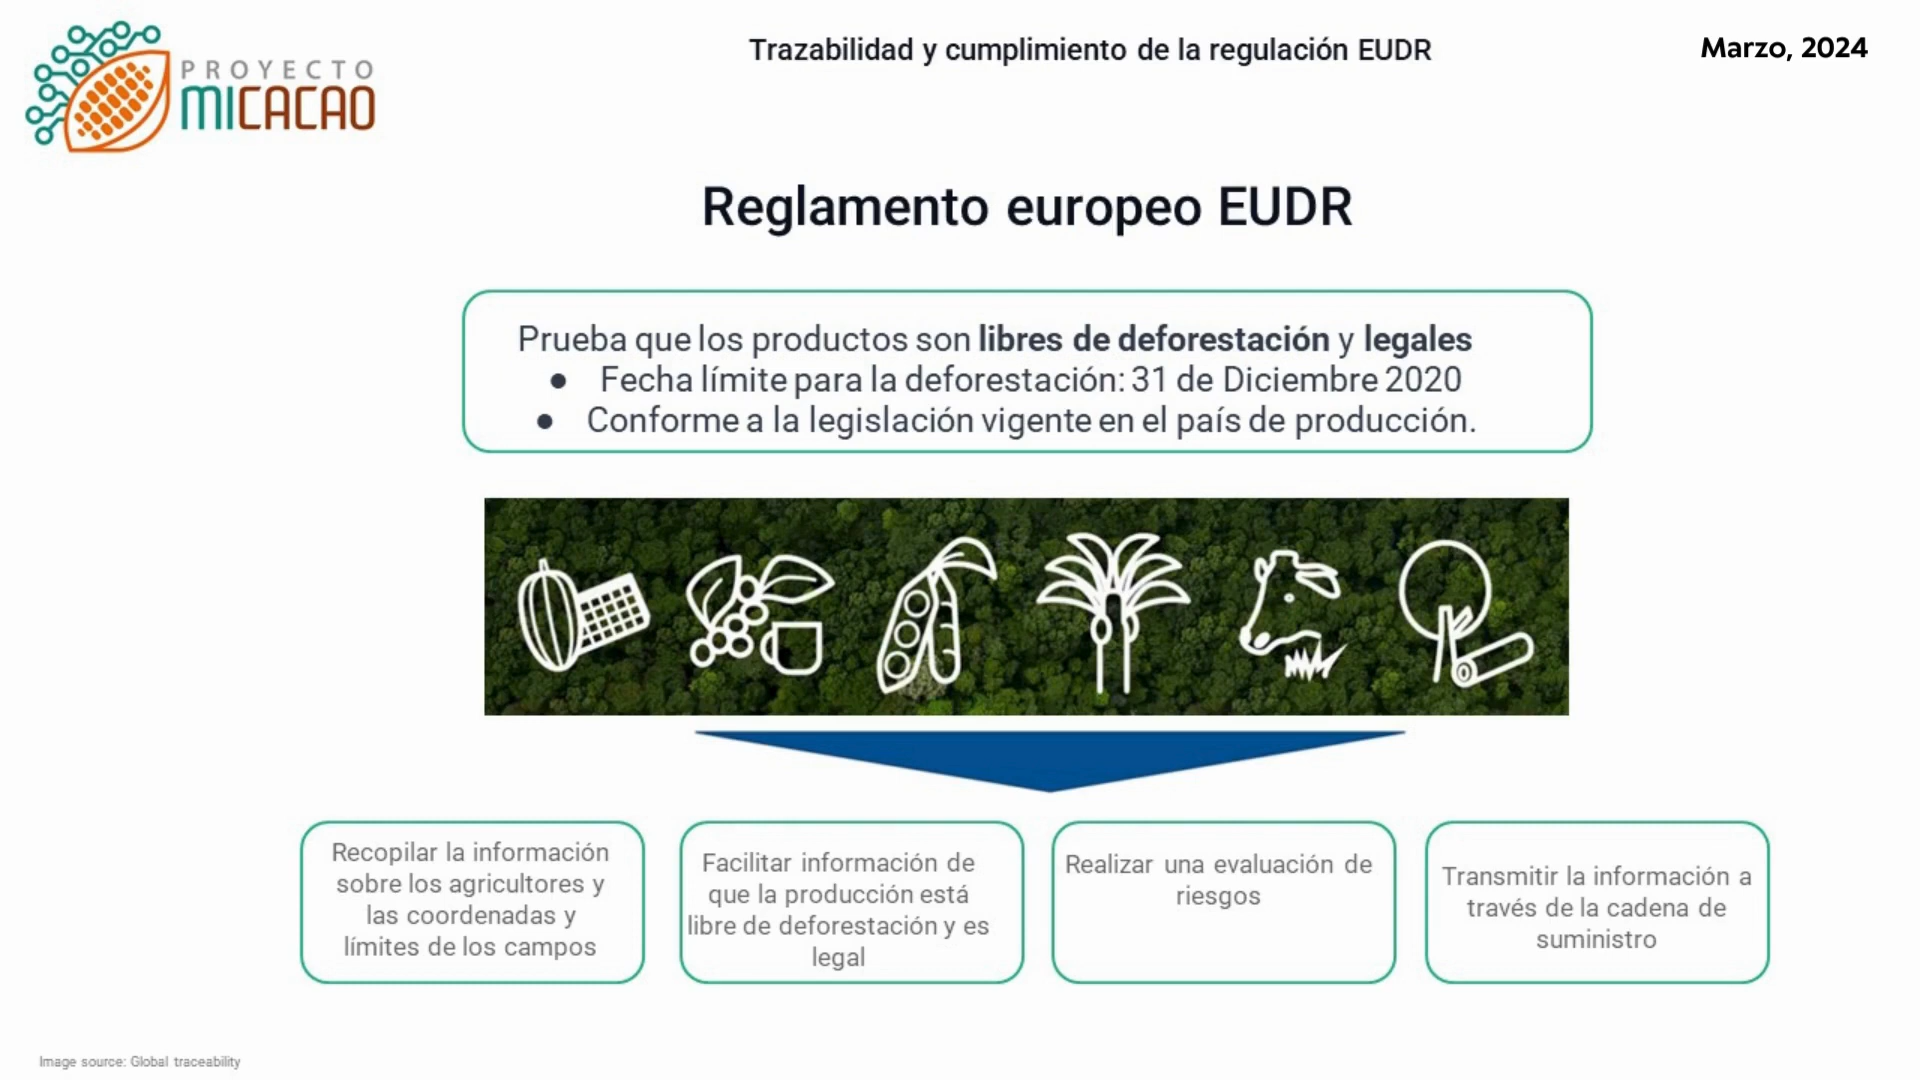 PROYECTO
MICACAO
Trazabilidad y cumplimiento de la regulación EUDR
Marzo, 2024
Reglamento europeo EUDR
Prueba que los productos son libres de deforestación y legales
● Fecha límite para la deforestación: 31 de Diciembre 2020
● Conforme a la legislación vigente en el país de producción.
Recopilar la información
sobre los agricultores y
las coordenadas y
límites de los campos
Facilitar información de
que la producción está
libre de deforestación y es
legal
Realizar una evaluación de
riesgos
Transmitir la información a
través de la cadena de
suministro
Image source: Global traceability